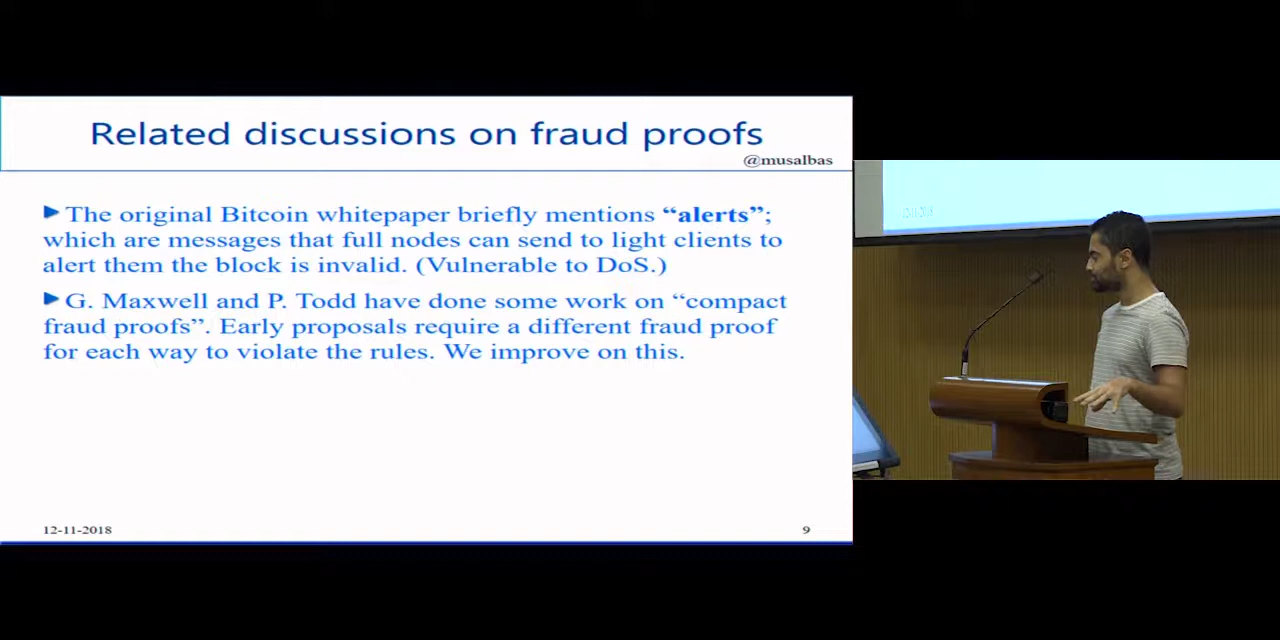 Related discussions on fraud proofs
@musalbas
The original Bitcoin whitepaper briefly mentions “alerts”;
which are messages that full nodes can send to light clients to
alert them the block is invalid. (Vulnerable to DoS.)
G. Maxwell and P. Todd have done some work on “compact
fraud proofs”. Early proposals require a different fraud proof
for each way to violate the rules. We improve on this.
12-11-2018
9
12-11-2018